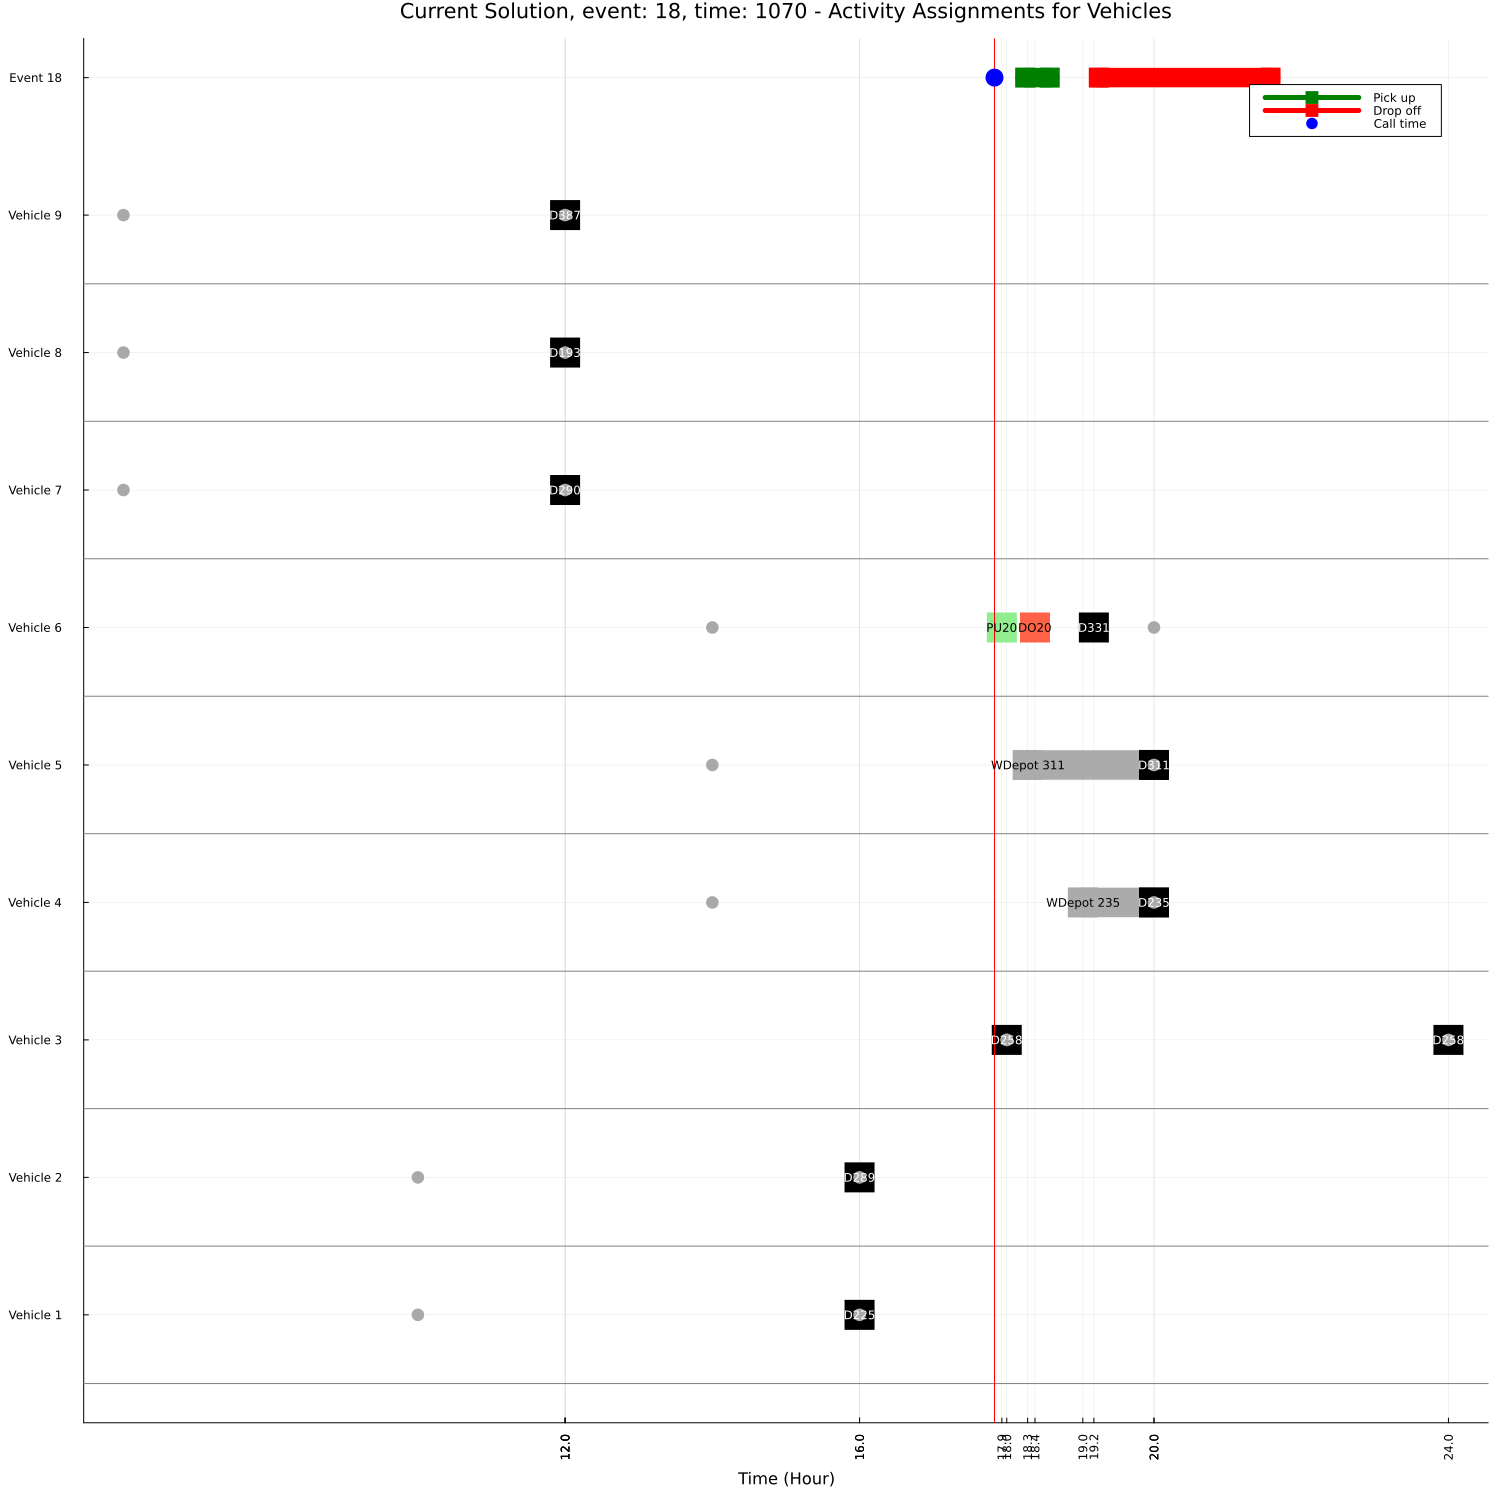 Current Solution, event: 18, time: 1070 - Activity Assignments for Vehicles
Event 18
Pick up
Drop off
Call time
Vehicle 9
D387
Vehicle 8
D193
Vehicle 7
D290
Vehicle 6
PU20
DO20
D331
Vehicle 5
WDepot 311
D311
Vehicle 4
WDepot 235
D235
Vehicle 3
D258
D258
Vehicle 2
D289
Vehicle 1
D225
12.0
16.0
17.9
18.0
18.3
18.4
19.0
19.2
20.0
24.0
Time (Hour)